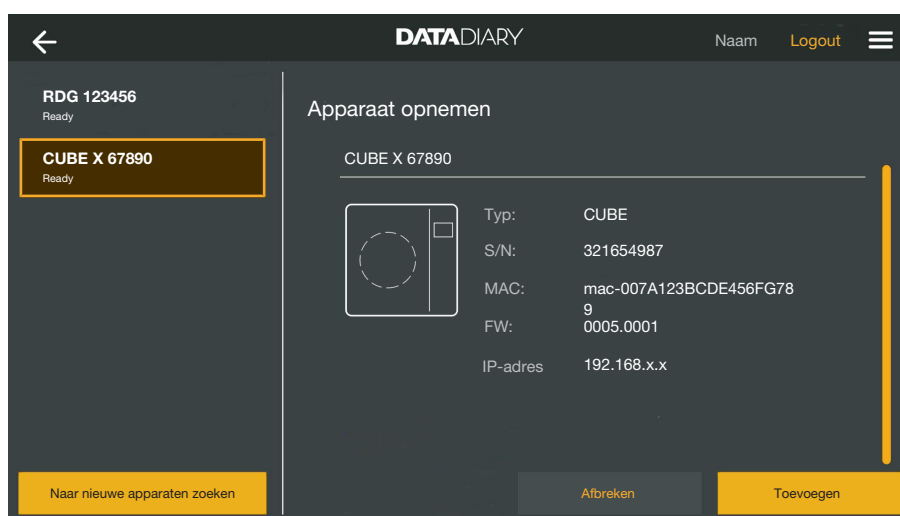 DATADIARY
Naam
Logout
RDG 123456
Ready
CUBE X 67890
Ready
Naar nieuwe apparaten zoeken
Apparaat opnemen
CUBE X 67890
Typ: CUBE
S/N: 321654987
MAC: mac-007A123BCDE456FG78
9
FW: 0005.0001
IP-adres 192.168.x.x
Afbreken
Toevoegen